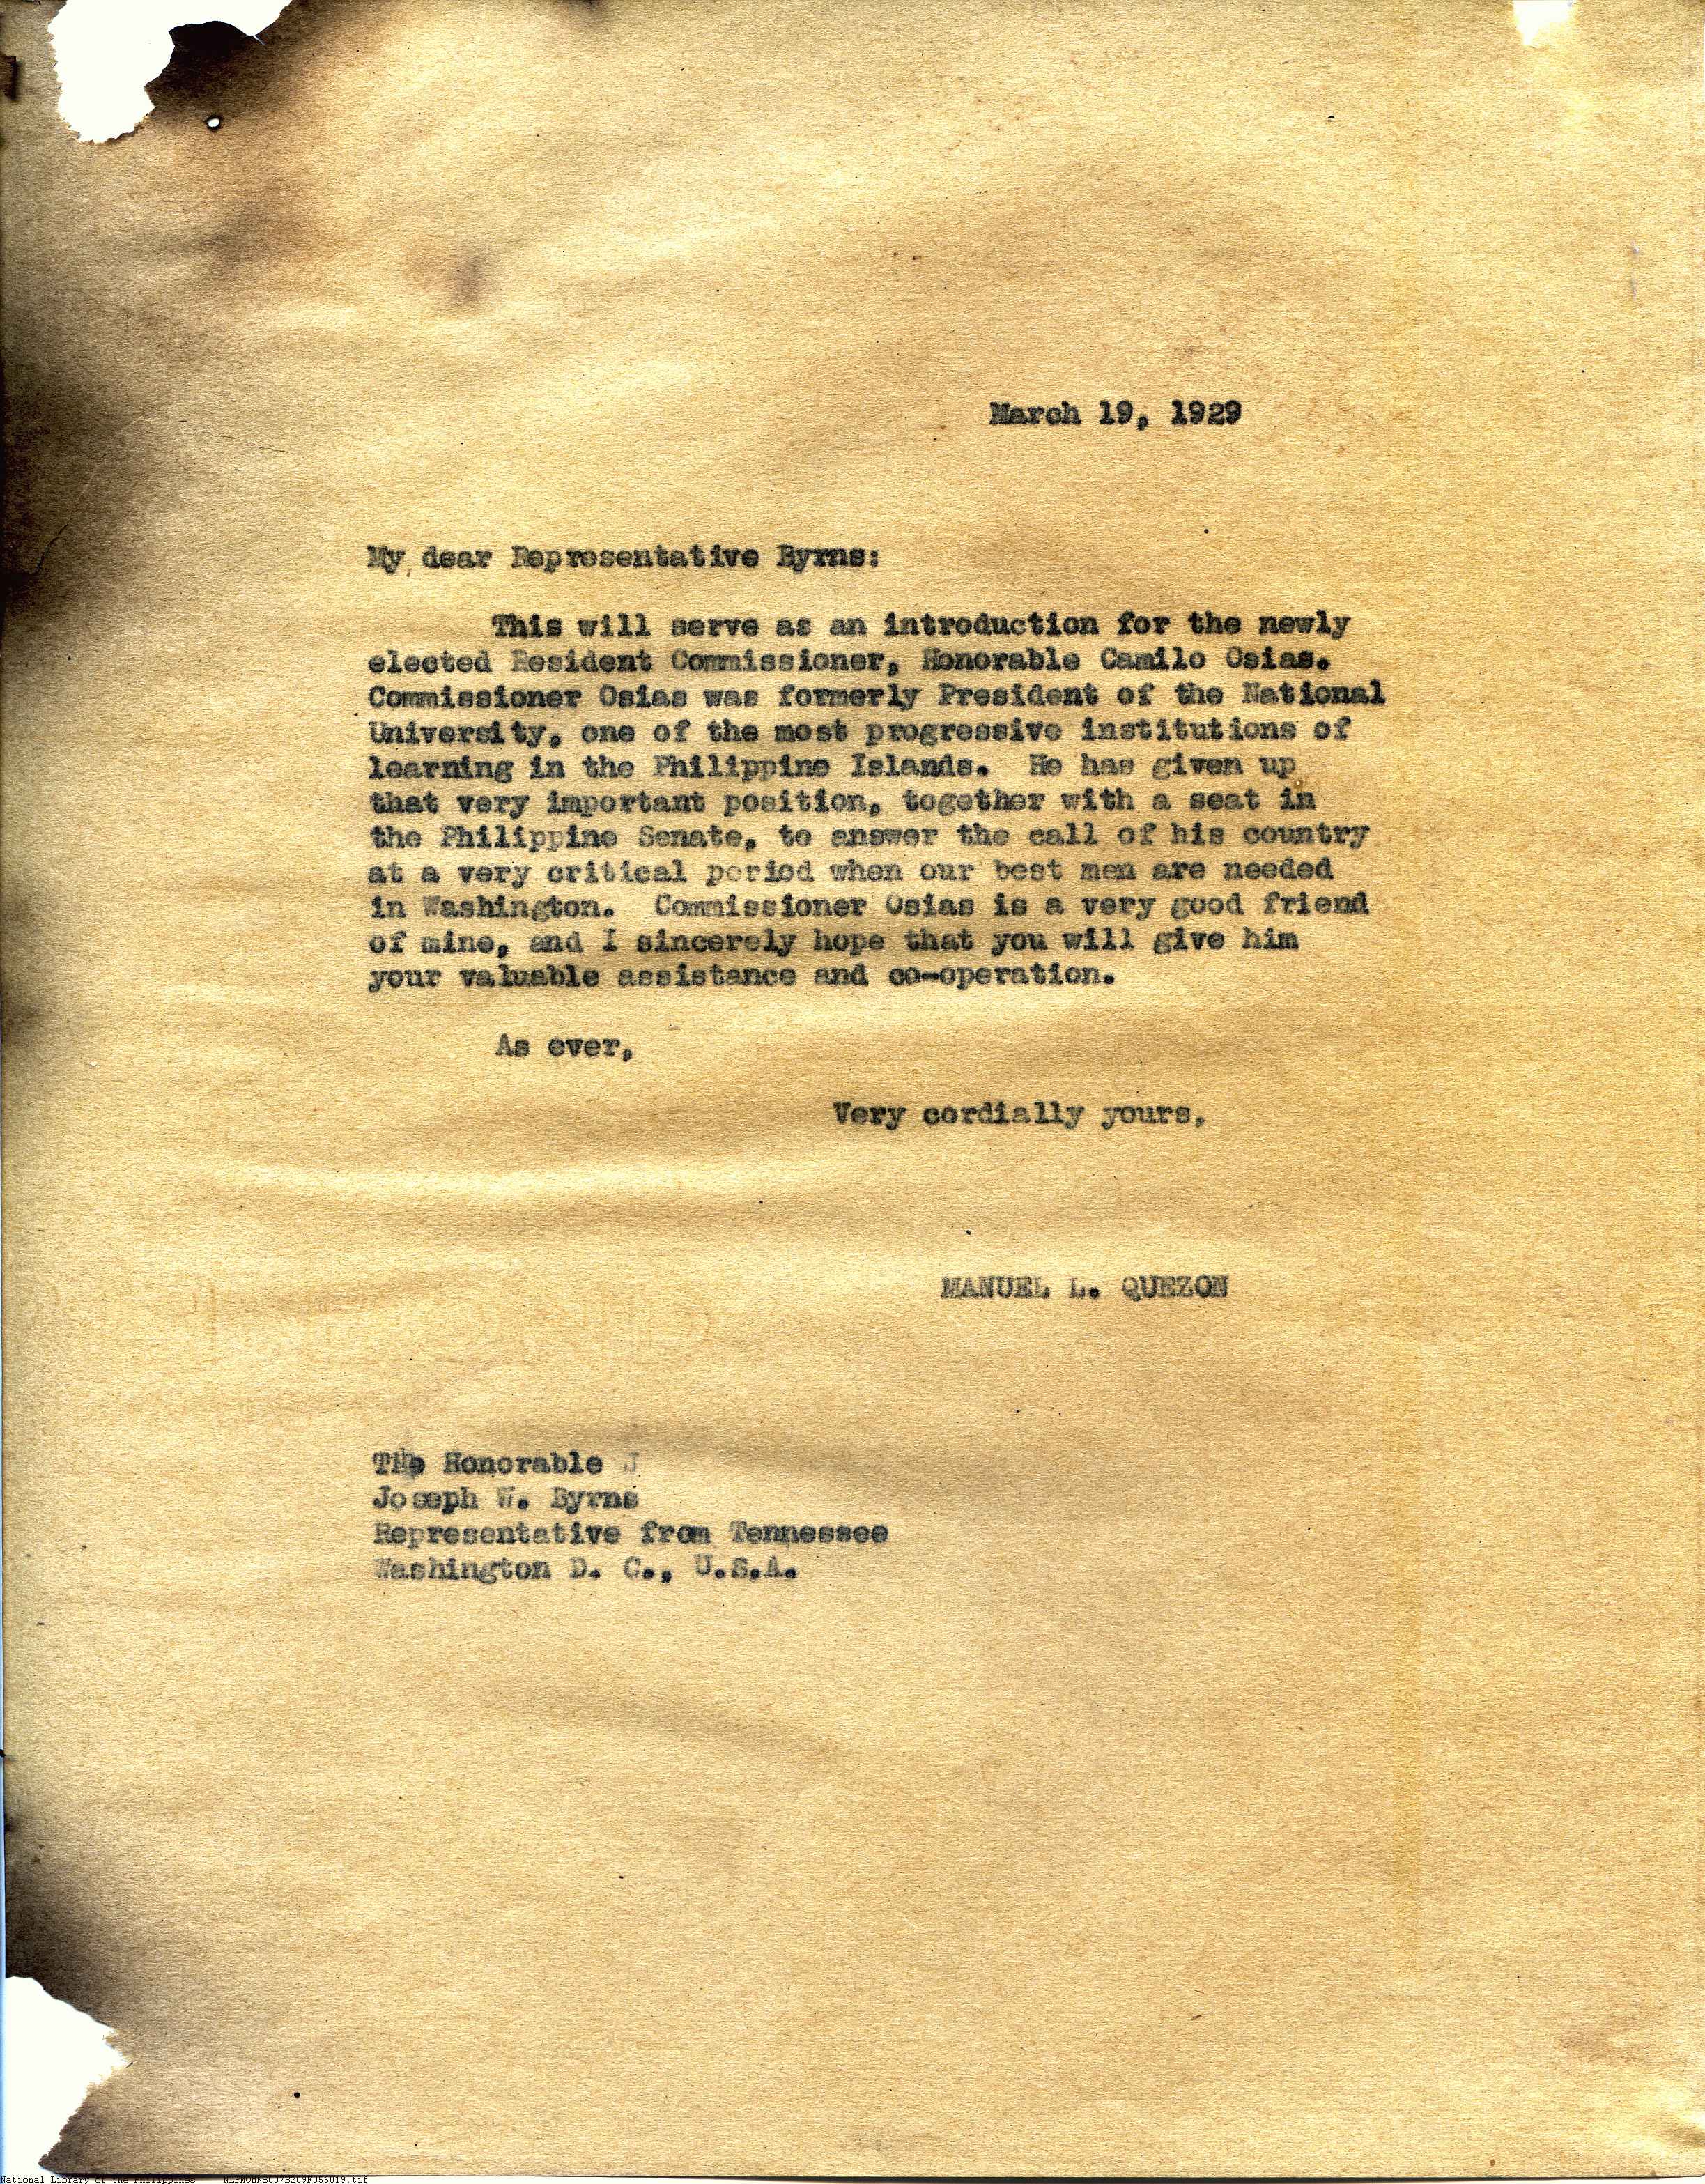 March 19, 1929
My dear Representative Byrns:
This will serve as an introduction for the newly
elected Resident Commissioner, Honorable Camilo Osias.
Commissioner Osias was formerly President of the National
University, one of the most progressive institutions of
learning in the Philippine Islands. He has given up
that very important position, together with a seat in
the Philippine Senate, to answer the call of his country
at a very critical period when our best men are needed
in Washington. Commissioner Osias is a very good friend
of mine, and I sincerely hope that you will give him
your valuable assistance and co-operation.
As ever,
Very cordially yours,
MANUEL L. QUEZON
The Honorable J
Joseph W. Byrns
Representative from Tennessee
Washington D. C., U.S.A.
National Library of the Philippines